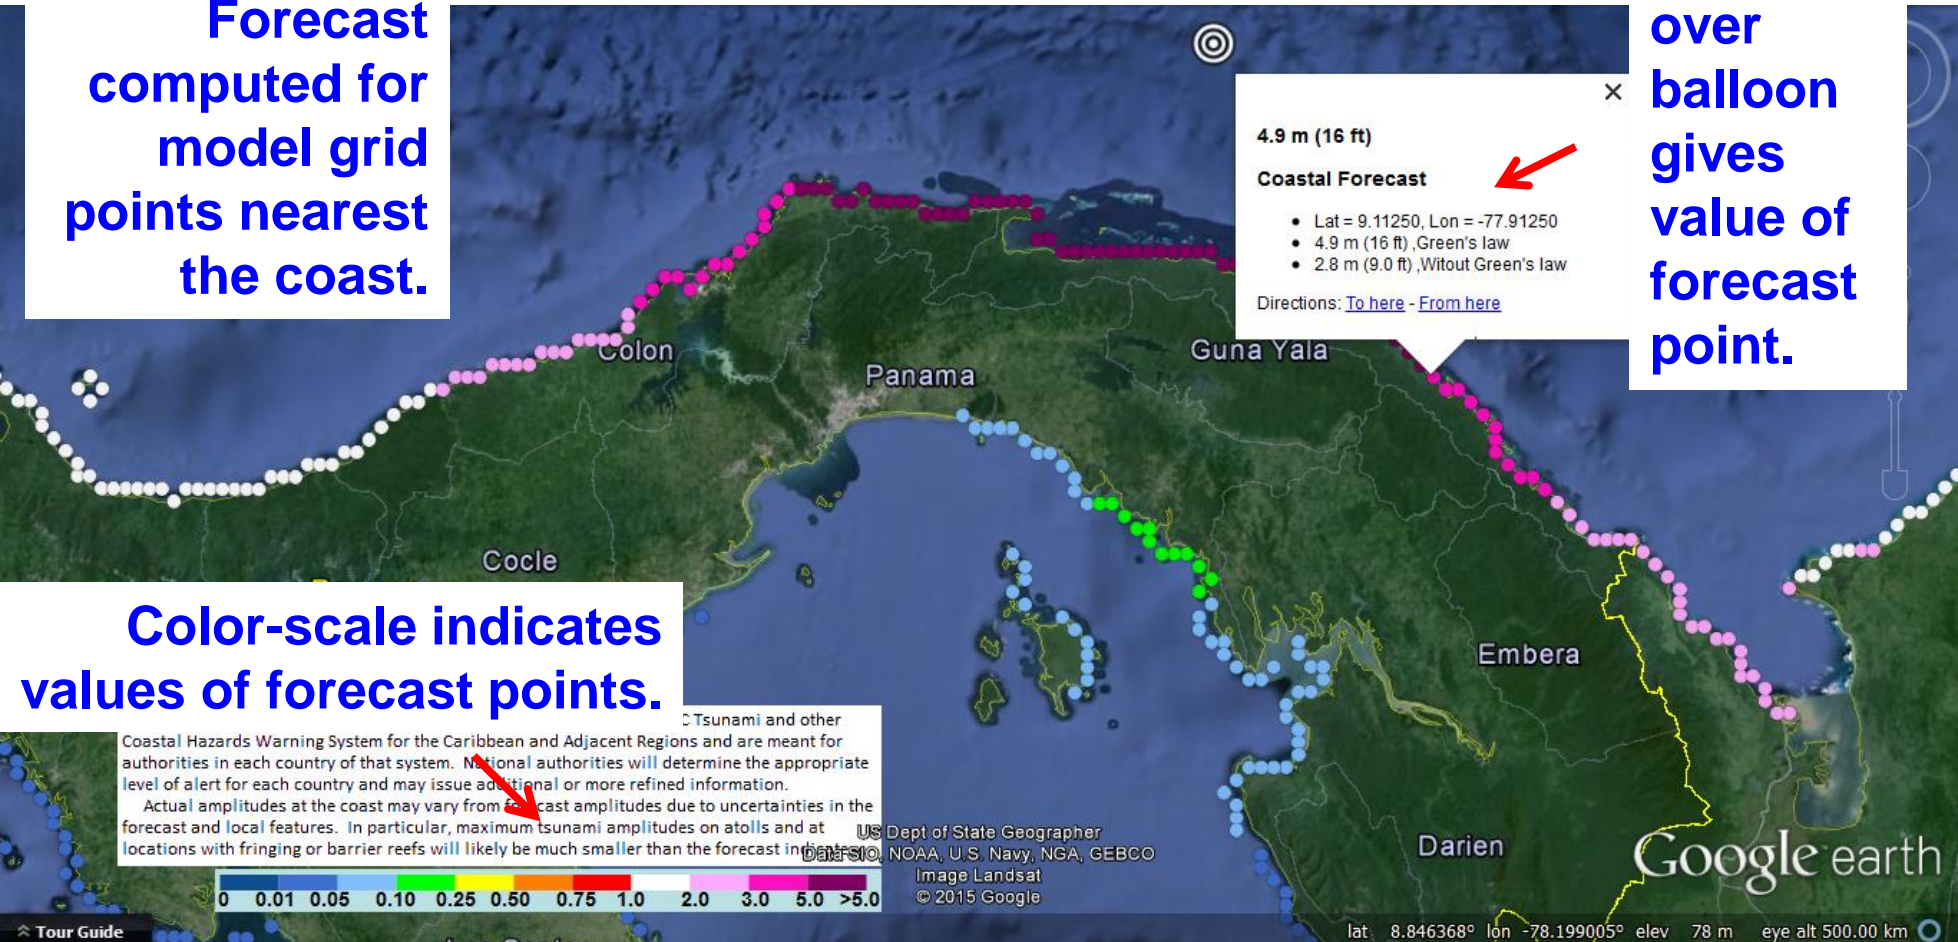 Forecast
computed for
model grid
points nearest
the coast.
over
balloon
gives
value of
forecast
point.
4.9 m (16 ft)
Coastal Forecast
Lat = 9.11250, Lon = -77.91250
4.9 m (16 ft) ,Green's law
2.8 m (9.0 ft) ,Witout Green's law
Directions: To here - From here
Colon
Panama
Guna Yala
Cocle
Embera
Darien
Color-scale indicates
values of forecast points.
C Tsunami and other
Coastal Hazards Warning System for the Caribbean and Adjacent Regions and are meant for
authorities in each country of that system. National authorities will determine the appropriate
level of alert for each country and may issue additional or more refined information.
Actual amplitudes at the coast may vary from forecast amplitudes due to uncertainties in the
forecast and local features. In particular, maximum tsunami amplitudes on atolls and at
locations with fringing or barrier reefs will likely be much smaller than the forecast
US Dept of State Geographer
Data SIO, NOAA, U.S. Navy, NGA, GEBCO
Image Landsat
© 2015 Google
Google earth
0 0.01 0.05 0.10 0.25 0.50 0.75 1.0 2.0 3.0 5.0 >5.0
Tour Guide
lat 8.846368° lon -78.199005° elev 78 m eye alt 500.00 km